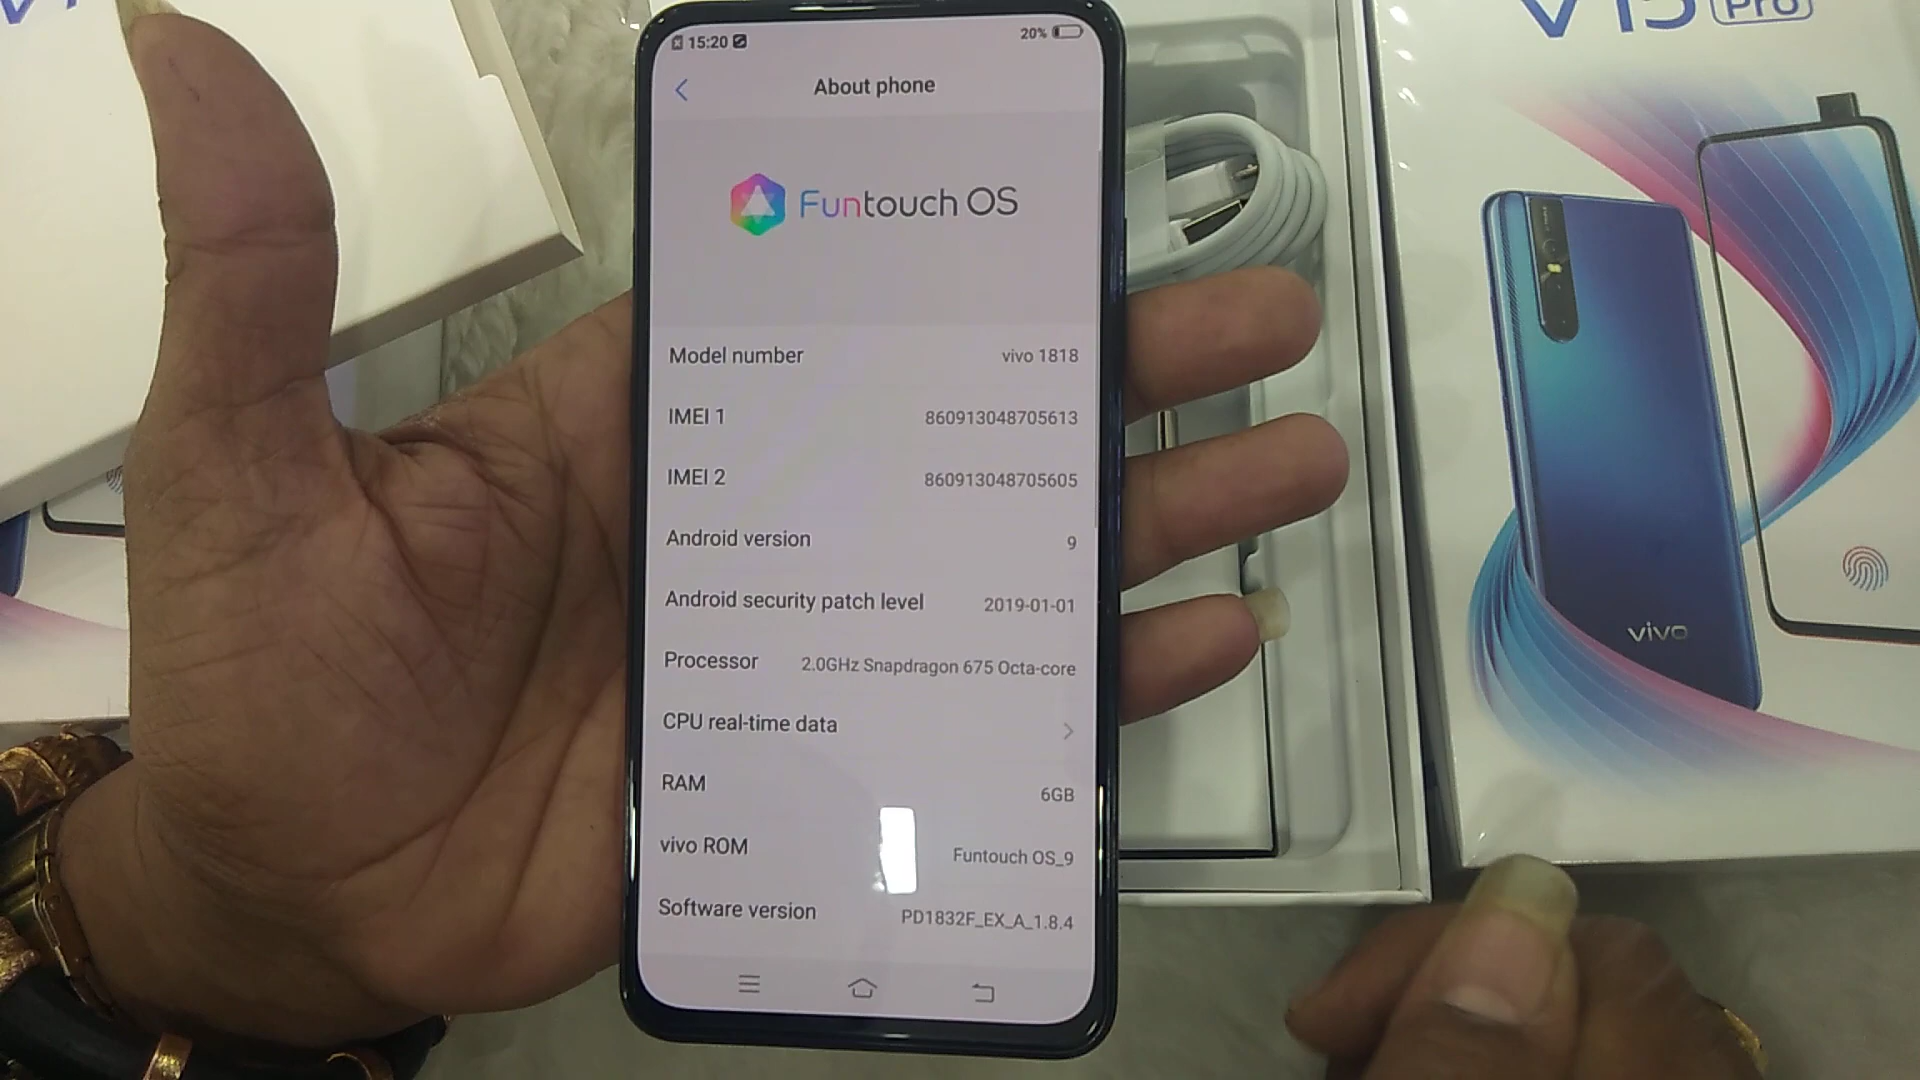 15:20
20%
About phone
Funtouch OS
Model number vivo 1818
IMEI 1 860913048705613
IMEI 2 860913048705605
Android version 9
Android security patch level 2019-01-01
Processor 2.0GHz Snapdragon 675 Octa-core
CPU real-time data
RAM 6GB
vivo ROM Funtouch OS_9
Software version PD1832F_EX_A_1.8.4
V15 Pro
vivo